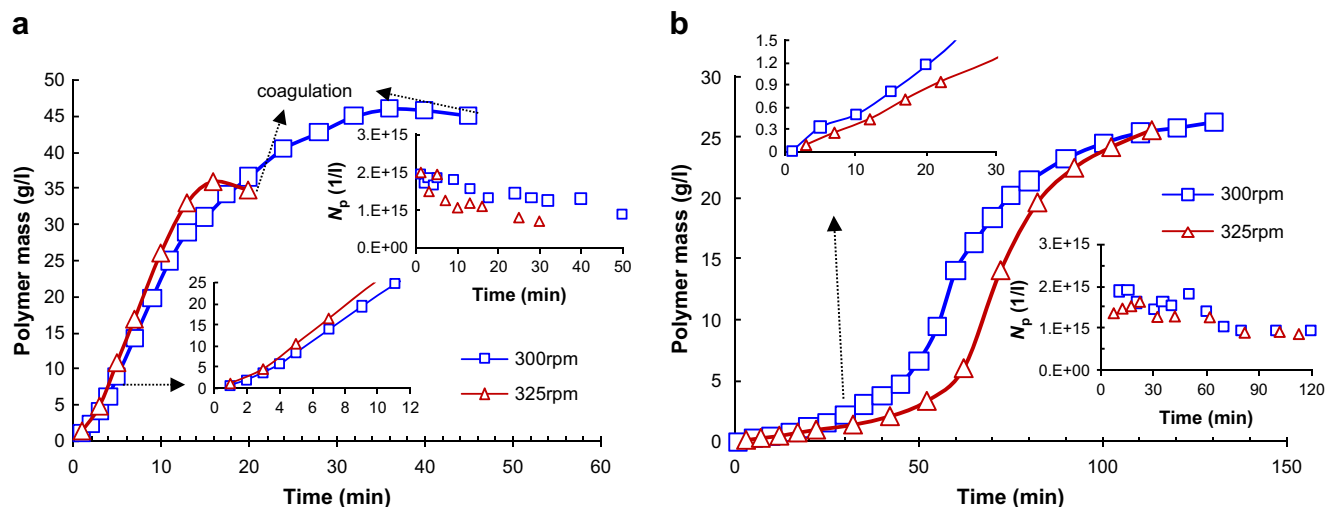 a
Polymer mass (g/l)
50
45
40
35
30
25
20
15
10
5
0
0 10 20 30 40 50 60
Time (min)
coagulation
Np (1/l)
3.E+15
2.E+15
1.E+15
0.E+00
0 10 20 30 40 50
Time (min)
25
20
15
10
5
0
0 2 4 6 8 10 12
300rpm
325rpm
b
Polymer mass (g/l)
30
25
20
15
10
5
0
0 50 100 150
Time (min)
1.5
1.2
0.9
0.6
0.3
0
0 10 20 30
300rpm
325rpm
Np (1/l)
3.E+15
2.E+15
1.E+15
0.E+00
0 30 60 90 120
Time (min)